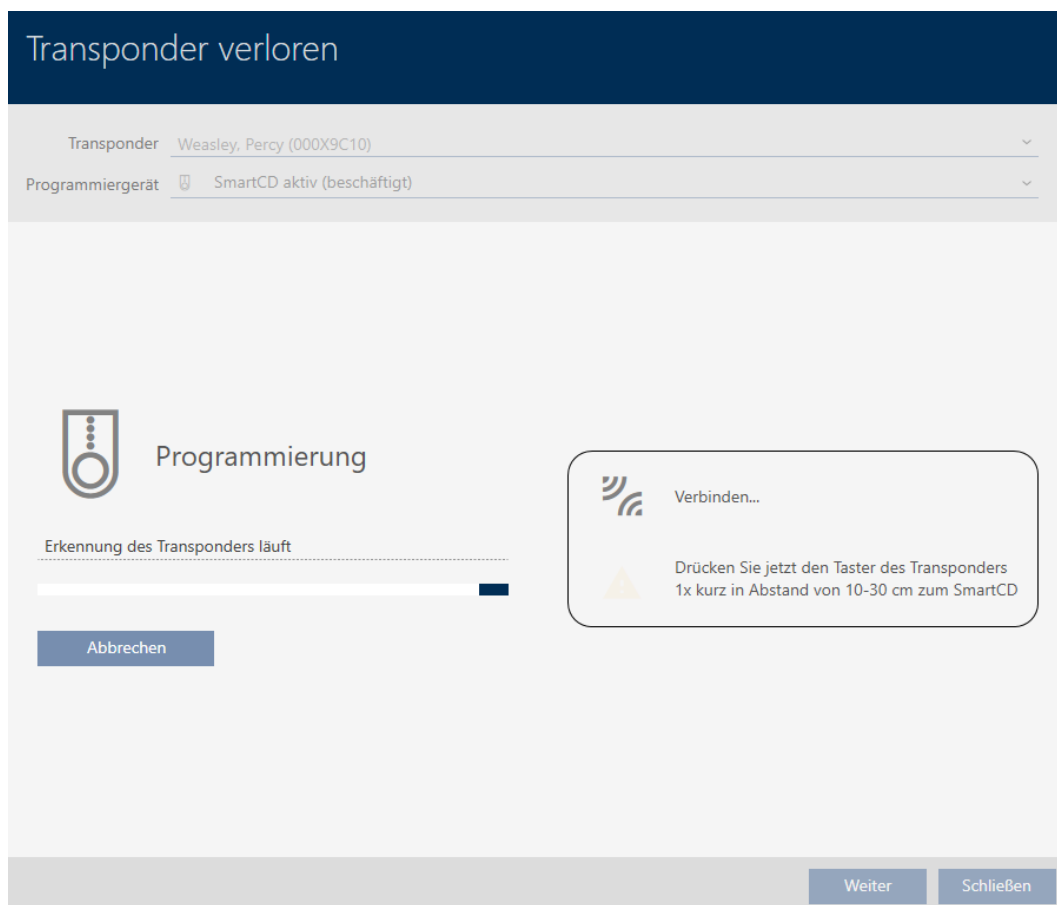 Transponder verloren
Transponder Weasley, Percy (000X9C10)
Programmiergerät SmartCD aktiv (beschäftigt)
Programmierung
Verbinden...
Erkennung des Transponders läuft
Drücken Sie jetzt den Taster des Transponders
1x kurz in Abstand von 10-30 cm zum SmartCD
Abbrechen
Weiter Schließen